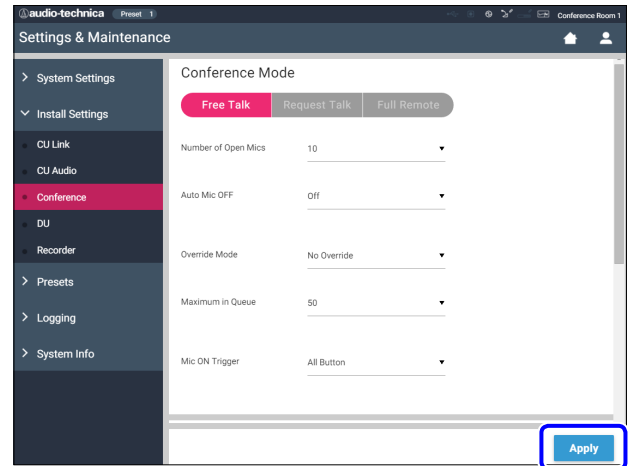 audio-technica Preset 1 Conference Room 1
Settings & Maintenance
System Settings
Install Settings
CU Link
CU Audio
Conference
DU
Recorder
Presets
Logging
System Info
Conference Mode
Free Talk Request Talk Full Remote
Number of Open Mics 10
Auto Mic OFF Off
Override Mode No Override
Maximum in Queue 50
Mic ON Trigger All Button
Apply